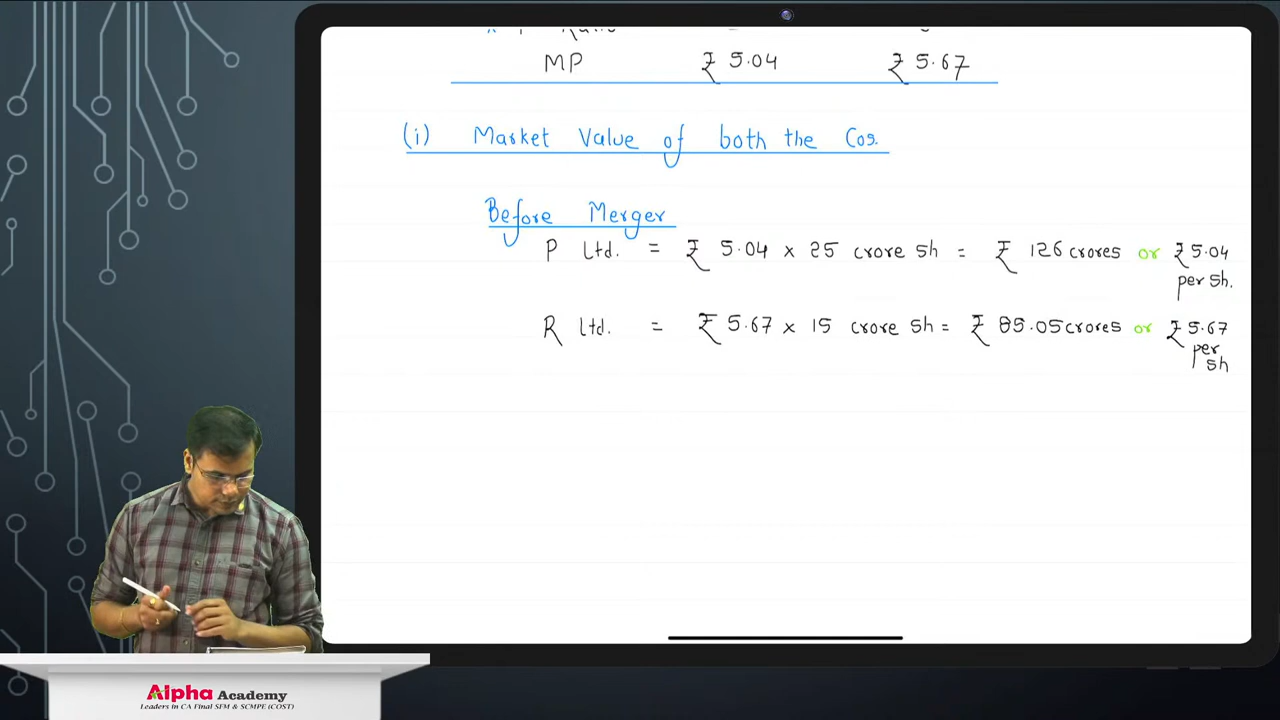 MP ₹ 5.04 ₹ 5.67
(i) Market Value of both the Cos.
Before Merger
P Ltd. = ₹ 5.04 x 25 crore sh = ₹ 126 crores or ₹ 5.04
per sh.
R Ltd. = ₹ 5.67 x 15 crore sh = ₹ 85.05 crores or ₹ 5.67
per
sh
Alpha Academy
Leaders in CA Final SFM & SCMPE (COST)